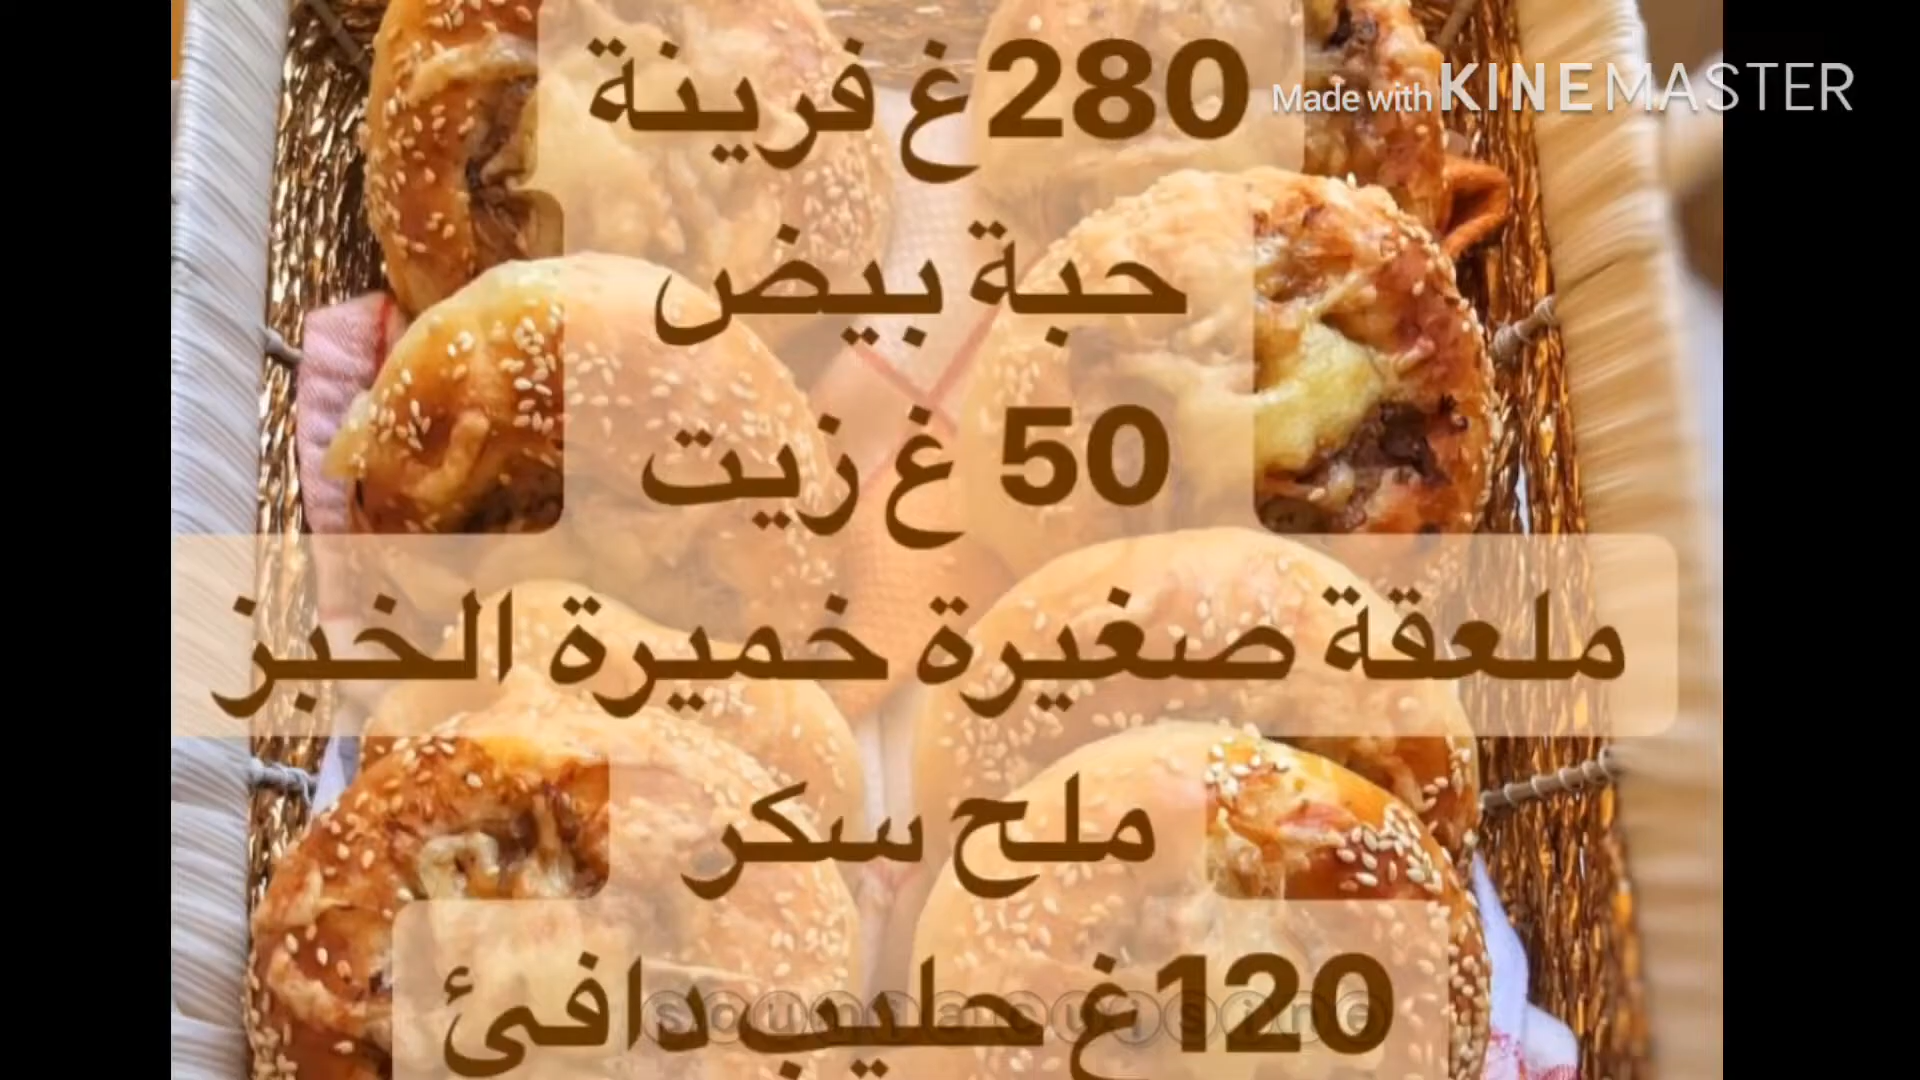 280غ فرينة
Made with KINEMASTER
حبة بيض
50 غ زيت
ملعقة صغيرة خميرة الخبز
ملح سكر
120غ حليب دافئ